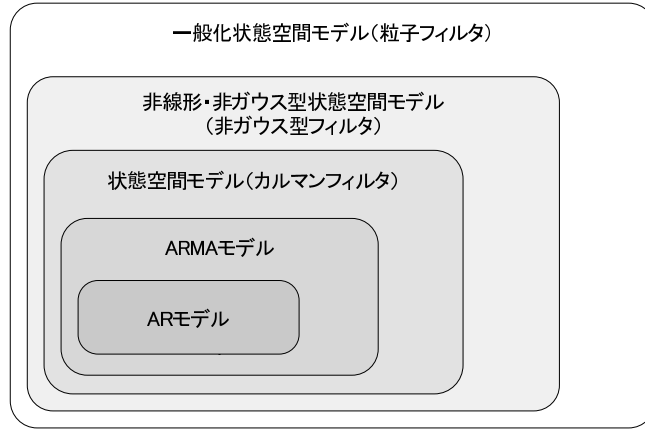 一般化状態空間モデル（粒子フィルタ）
非線形・非ガウス型状態空間モデル
（非ガウス型フィルタ）
状態空間モデル（カルマンフィルタ）
ARMAモデル
ARモデル